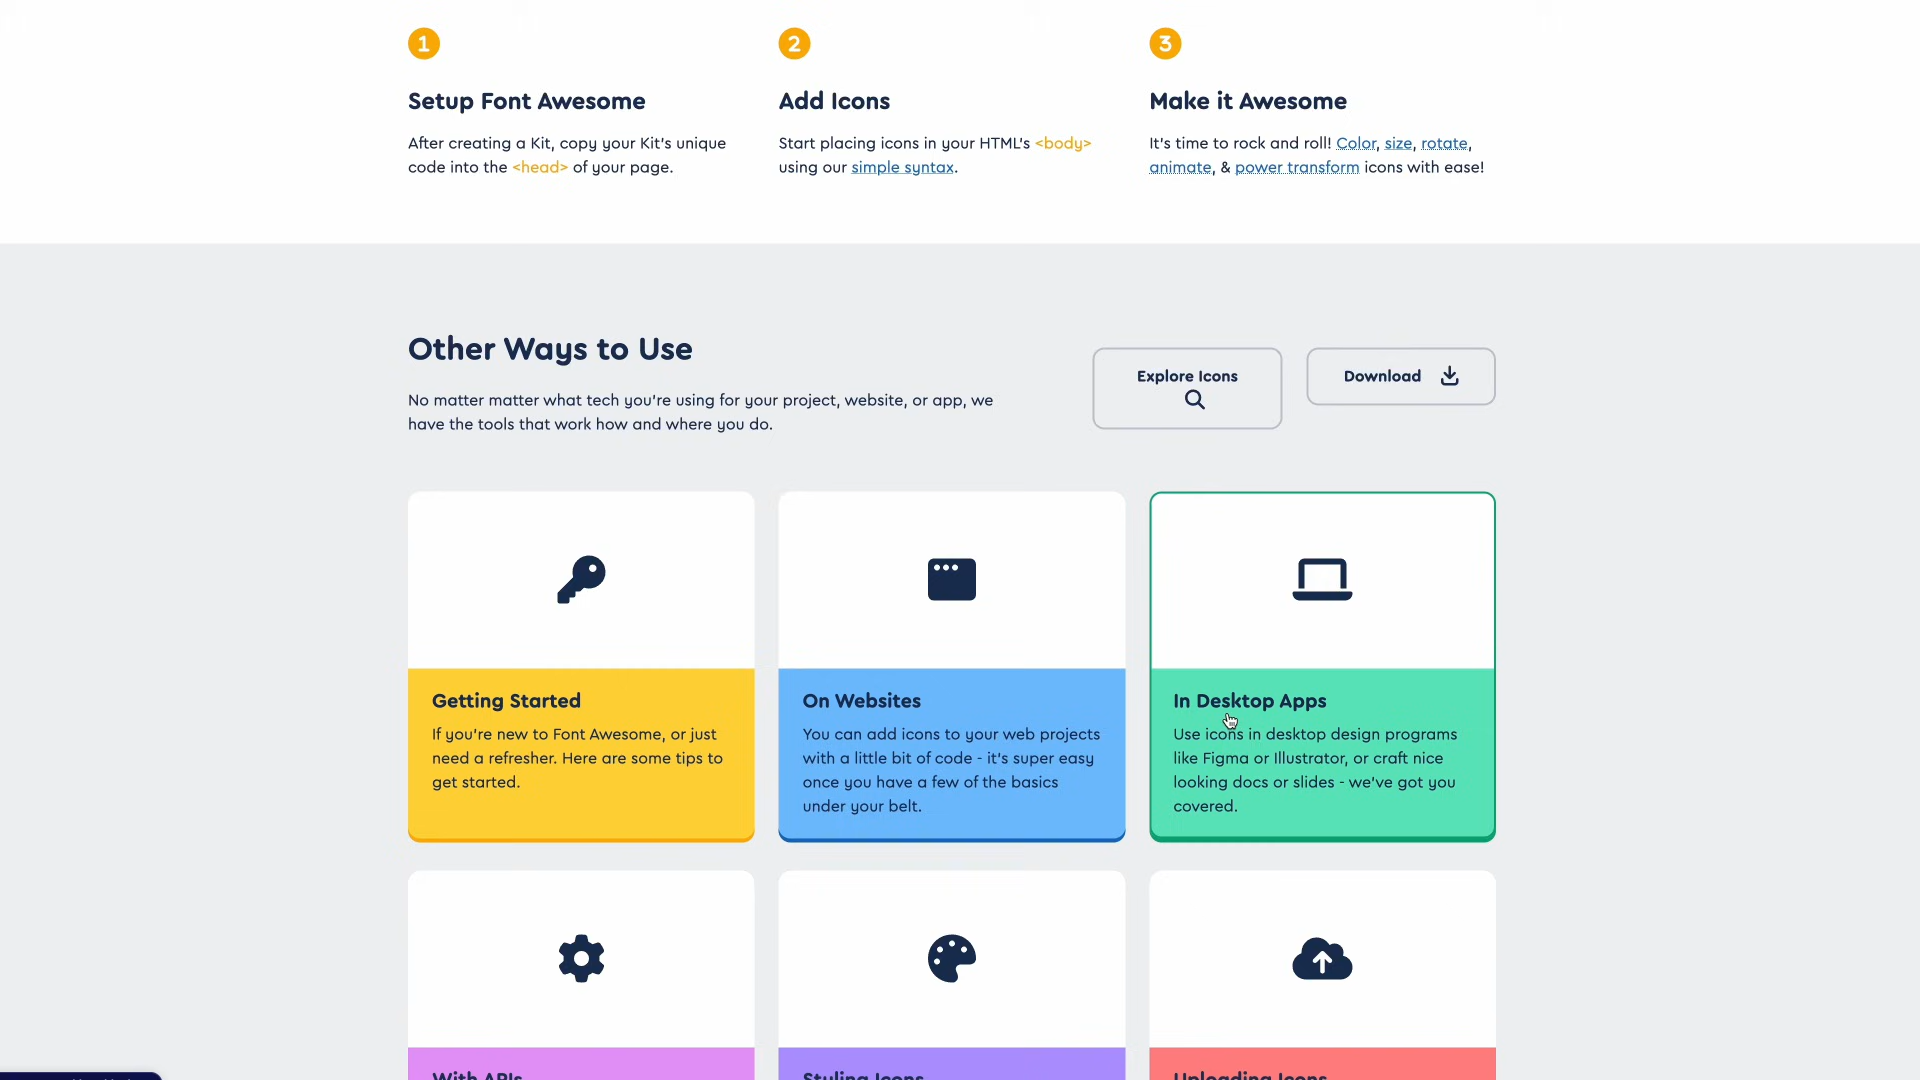 1
2
3
Setup Font Awesome
After creating a Kit, copy your Kit's unique
code into the <head> of your page.
Add Icons
Start placing icons in your HTML's <body>
using our simple syntax.
Make it Awesome
It's time to rock and roll! Color, size, rotate,
animate, & power transform icons with ease!
Other Ways to Use
No matter matter what tech you're using for your project, website, or app, we
have the tools that work how and where you do.
Explore Icons
Download
Getting Started
If you're new to Font Awesome, or just
need a refresher. Here are some tips to
get started.
On Websites
You can add icons to your web projects
with a little bit of code - it's super easy
once you have a few of the basics
under your belt.
In Desktop Apps
Use icons in desktop design programs
like Figma or Illustrator, or craft nice
looking docs or slides - we've got you
covered.
With APIs
Styling Icons
Uploading Icons